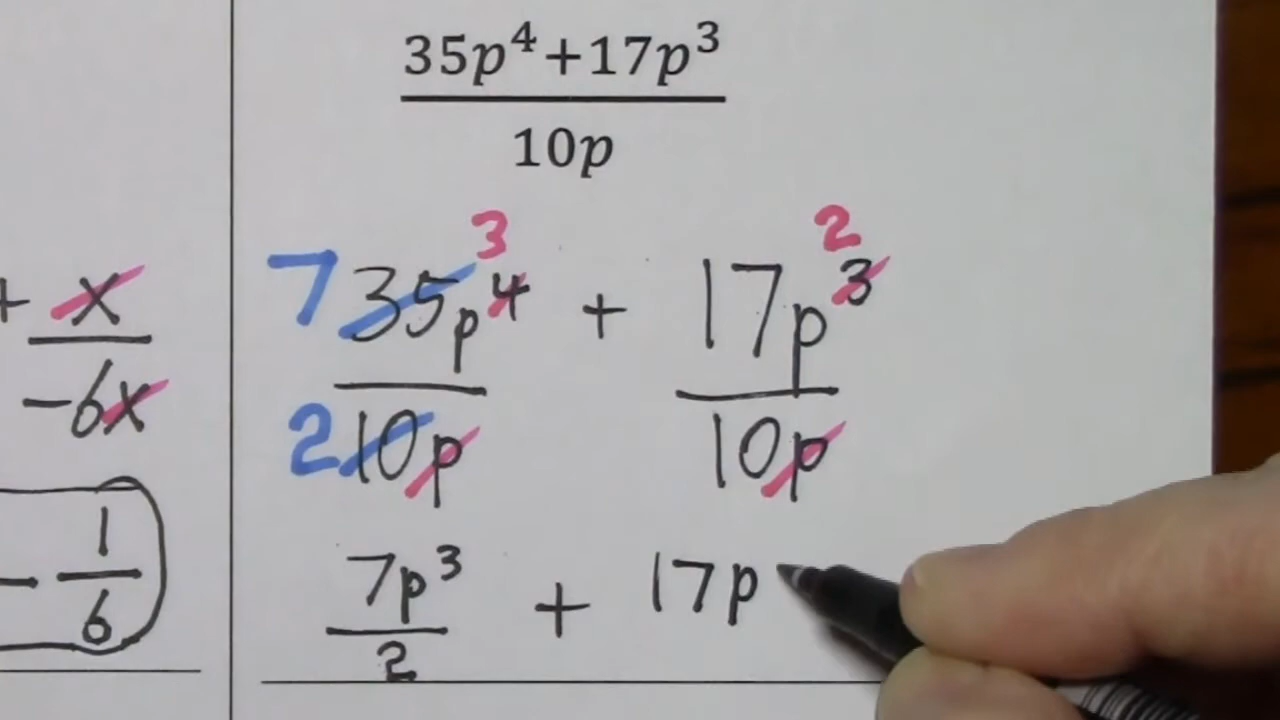 35p⁴+17p³
10p
+ x
-6x
- 1
6
7 35p⁴ ³ + 17p³ ²
2 10p 10p
7p³ + 17p
2